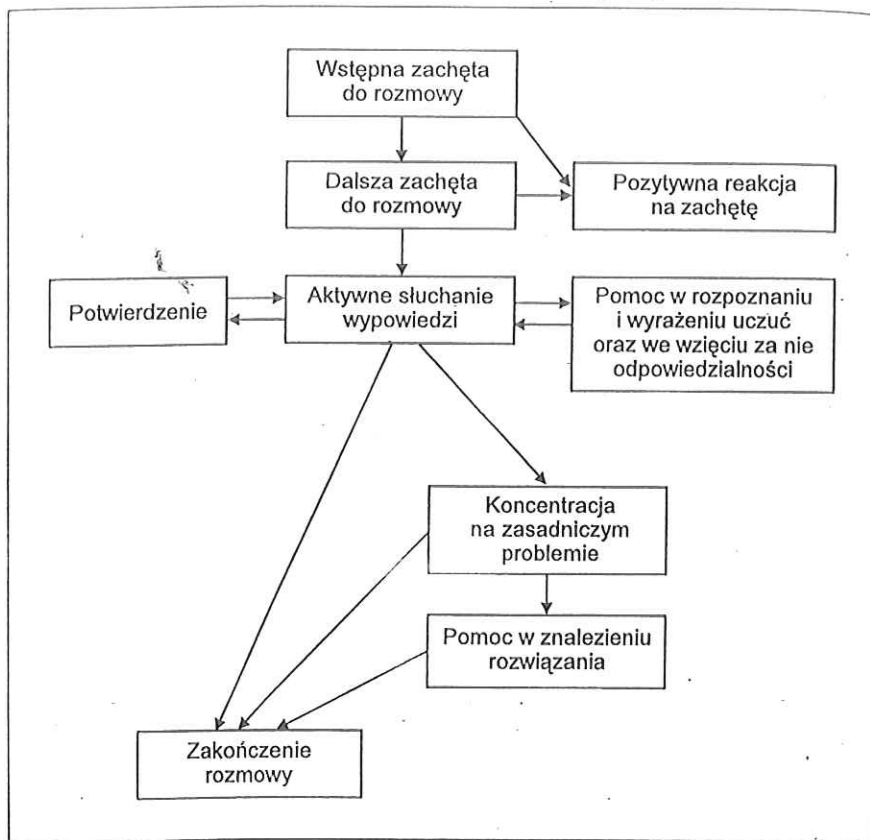 Wstępna zachęta
do rozmowy
Dalsza zachęta
do rozmowy
Pozytywna reakcja
na zachętę
Potwierdzenie
Aktywne słuchanie
wypowiedzi
Pomoc w rozpoznaniu
i wyrażeniu uczuć
oraz we wzięciu za nie
odpowiedzialności
Koncentracja
na zasadniczym
problemie
Pomoc w znalezieniu
rozwiązania
Zakończenie
rozmowy